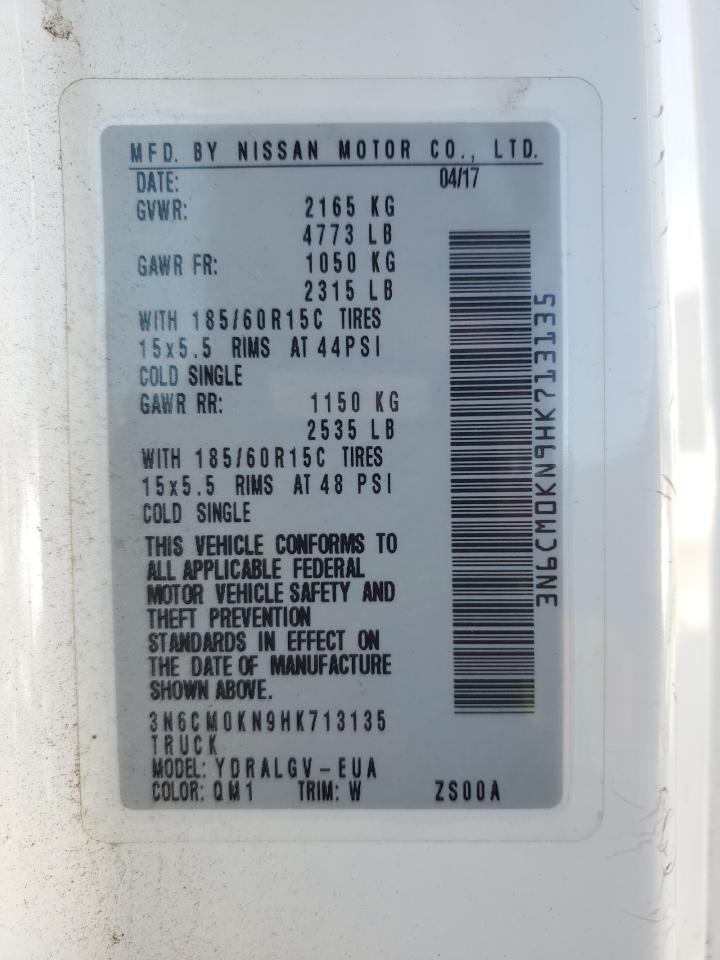 MFD. BY NISSAN MOTOR CO., LTD.
DATE: 04/17
GVWR: 2165 KG
4773 LB
GAWR FR: 1050 KG
2315 LB
WITH 185/60R15C TIRES
15x5.5 RIMS AT 44PSI
COLD SINGLE
GAWR RR: 1150 KG
2535 LB
WITH 185/60R15C TIRES
15x5.5 RIMS AT 48 PSI
COLD SINGLE
THIS VEHICLE CONFORMS TO
ALL APPLICABLE FEDERAL
MOTOR VEHICLE SAFETY AND
THEFT PREVENTION
STANDARDS IN EFFECT ON
THE DATE OF MANUFACTURE
SHOWN ABOVE.
3N6CM0KN9HK713135
TRUCK
MODEL: YDRALGV-EUA
COLOR: QM1 TRIM: W ZS00A
3N6CM0KN9HK713135